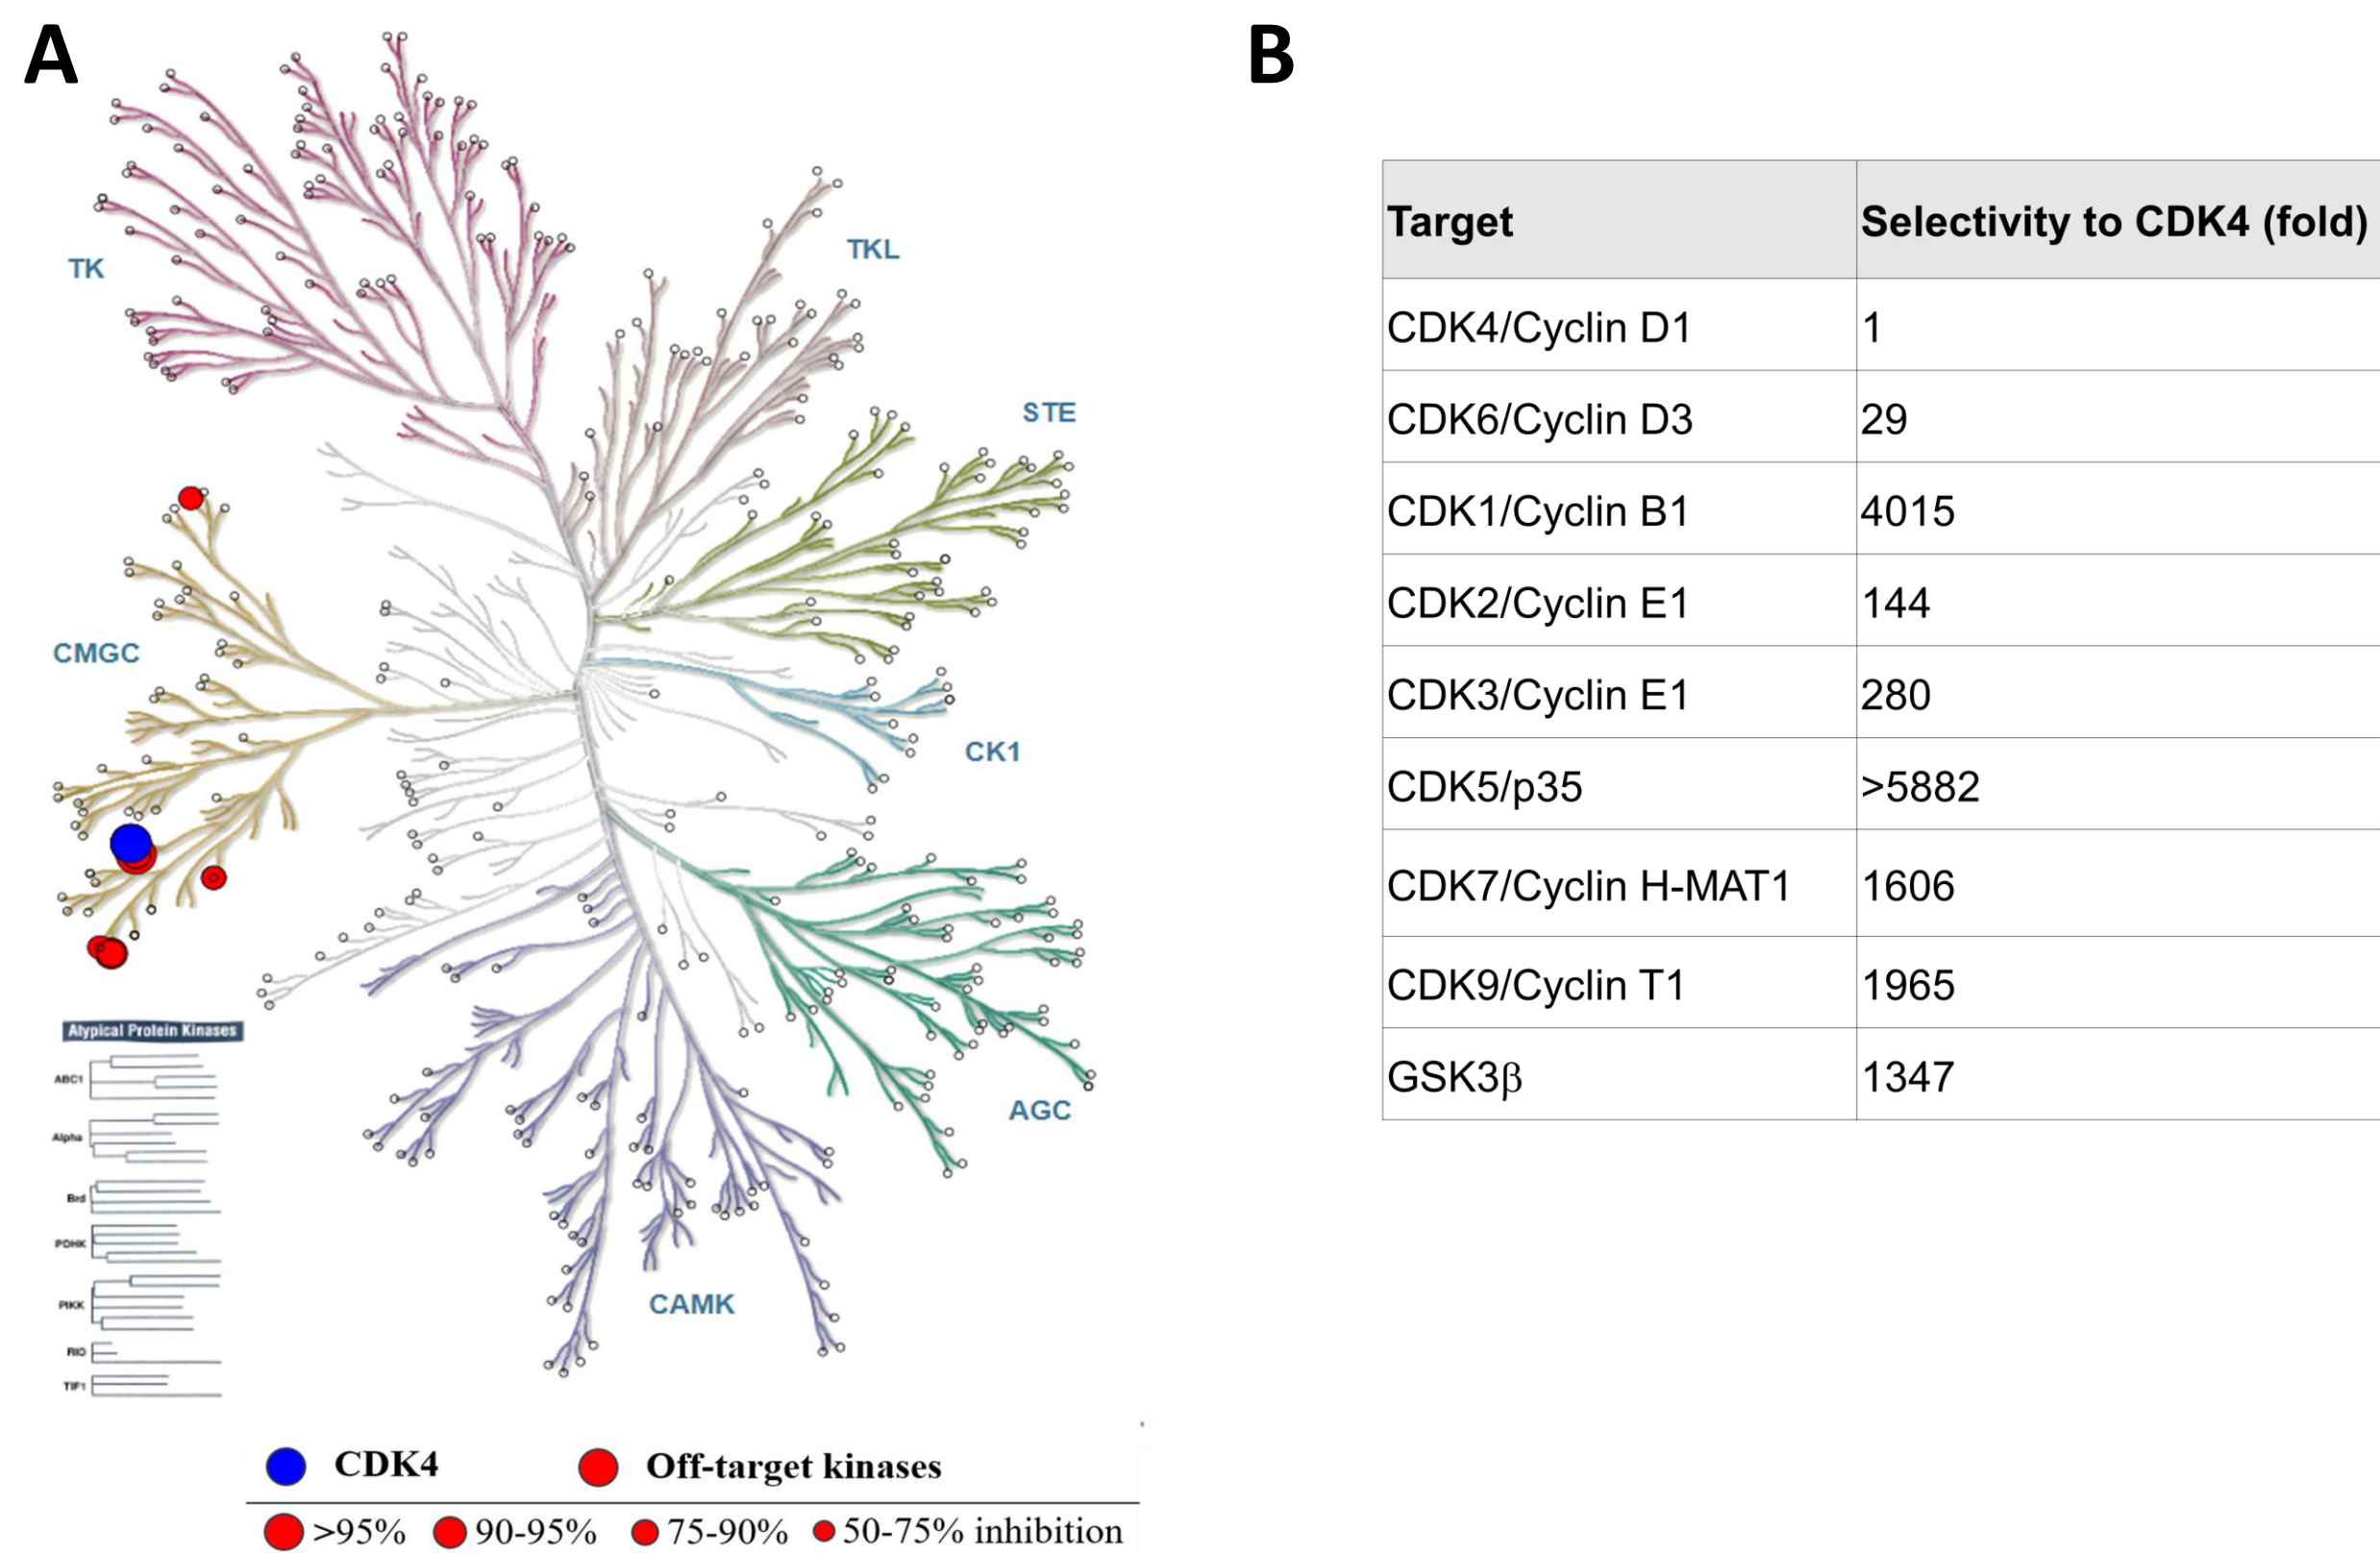 A
B
TK
TKL
STE
CMGC
CK1
AGC
CAMK
Atypical Protein Kinases
ABC1
Alpha
Brd
PDHK
PIKK
RIO
TIF1
CDK4 Off-target kinases
>95% 90-95% 75-90% 50-75% inhibition
Target Selectivity to CDK4 (fold)
CDK4/Cyclin D1 1
CDK6/Cyclin D3 29
CDK1/Cyclin B1 4015
CDK2/Cyclin E1 144
CDK3/Cyclin E1 280
CDK5/p35 >5882
CDK7/Cyclin H-MAT1 1606
CDK9/Cyclin T1 1965
GSK3β 1347